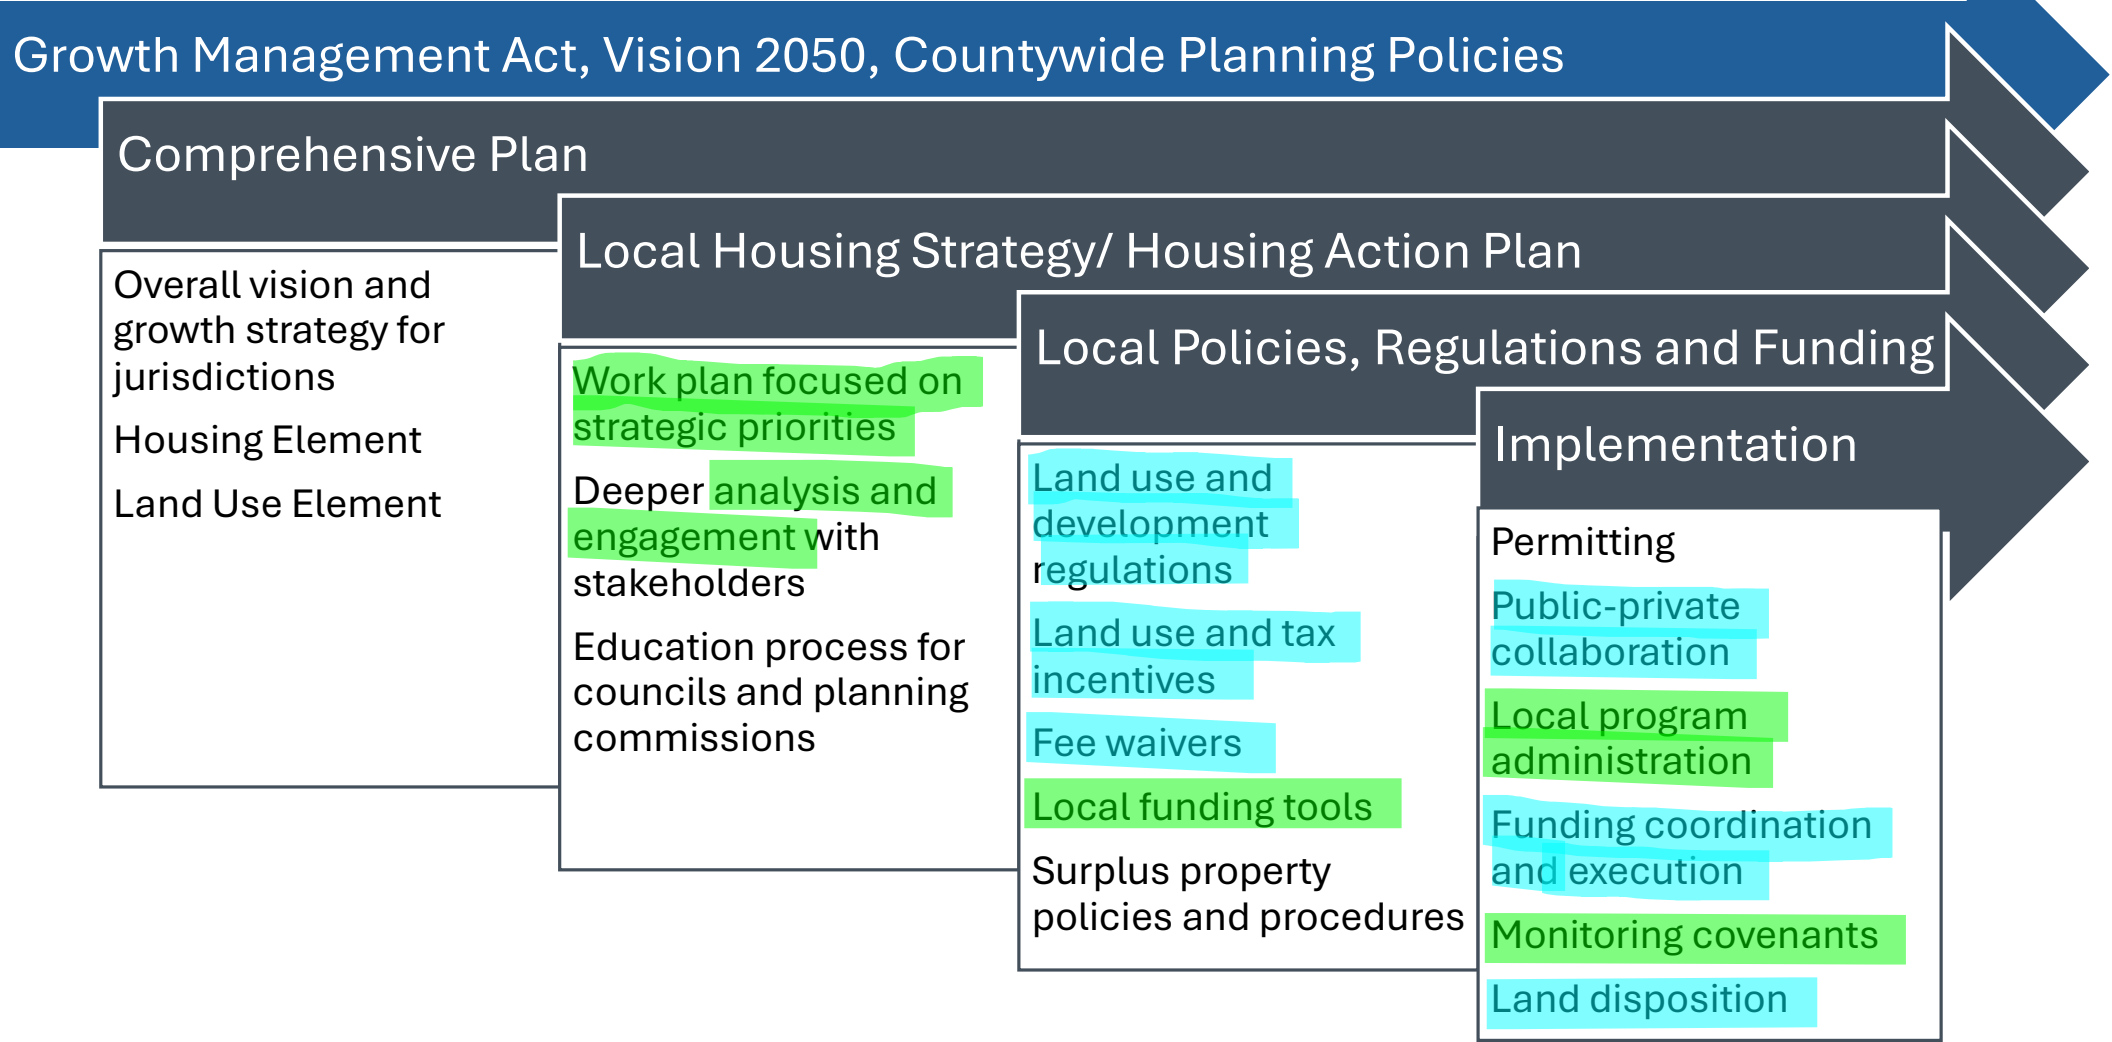 Growth Management Act, Vision 2050, Countywide Planning Policies
Comprehensive Plan
Overall vision and
growth strategy for
jurisdictions
Housing Element
Land Use Element
Local Housing Strategy/ Housing Action Plan
Work plan focused on
strategic priorities
Deeper analysis and
engagement with
stakeholders
Education process for
councils and planning
commissions
Local Policies, Regulations and Funding
Land use and
development
regulations
Land use and tax
incentives
Fee waivers
Local funding tools
Surplus property
policies and procedures
Implementation
Permitting
Public-private
collaboration
Local program
administration
Funding coordination
and execution
Monitoring covenants
Land disposition